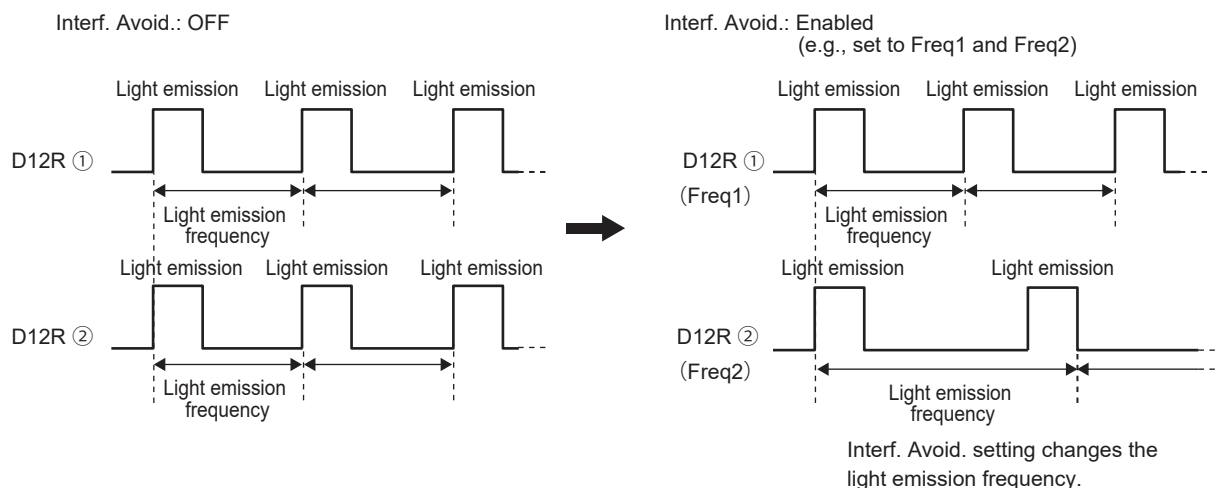 Interf. Avoid.: OFF
Light emission Light emission Light emission
D12R ①
Light emission
frequency
Light emission Light emission Light emission
D12R ②
Light emission
frequency
Interf. Avoid.: Enabled
(e.g., set to Freq1 and Freq2)
Light emission Light emission Light emission
D12R ①
(Freq1)
Light emission
frequency
Light emission Light emission
D12R ②
(Freq2)
Light emission
frequency
Interf. Avoid. setting changes the
light emission frequency.